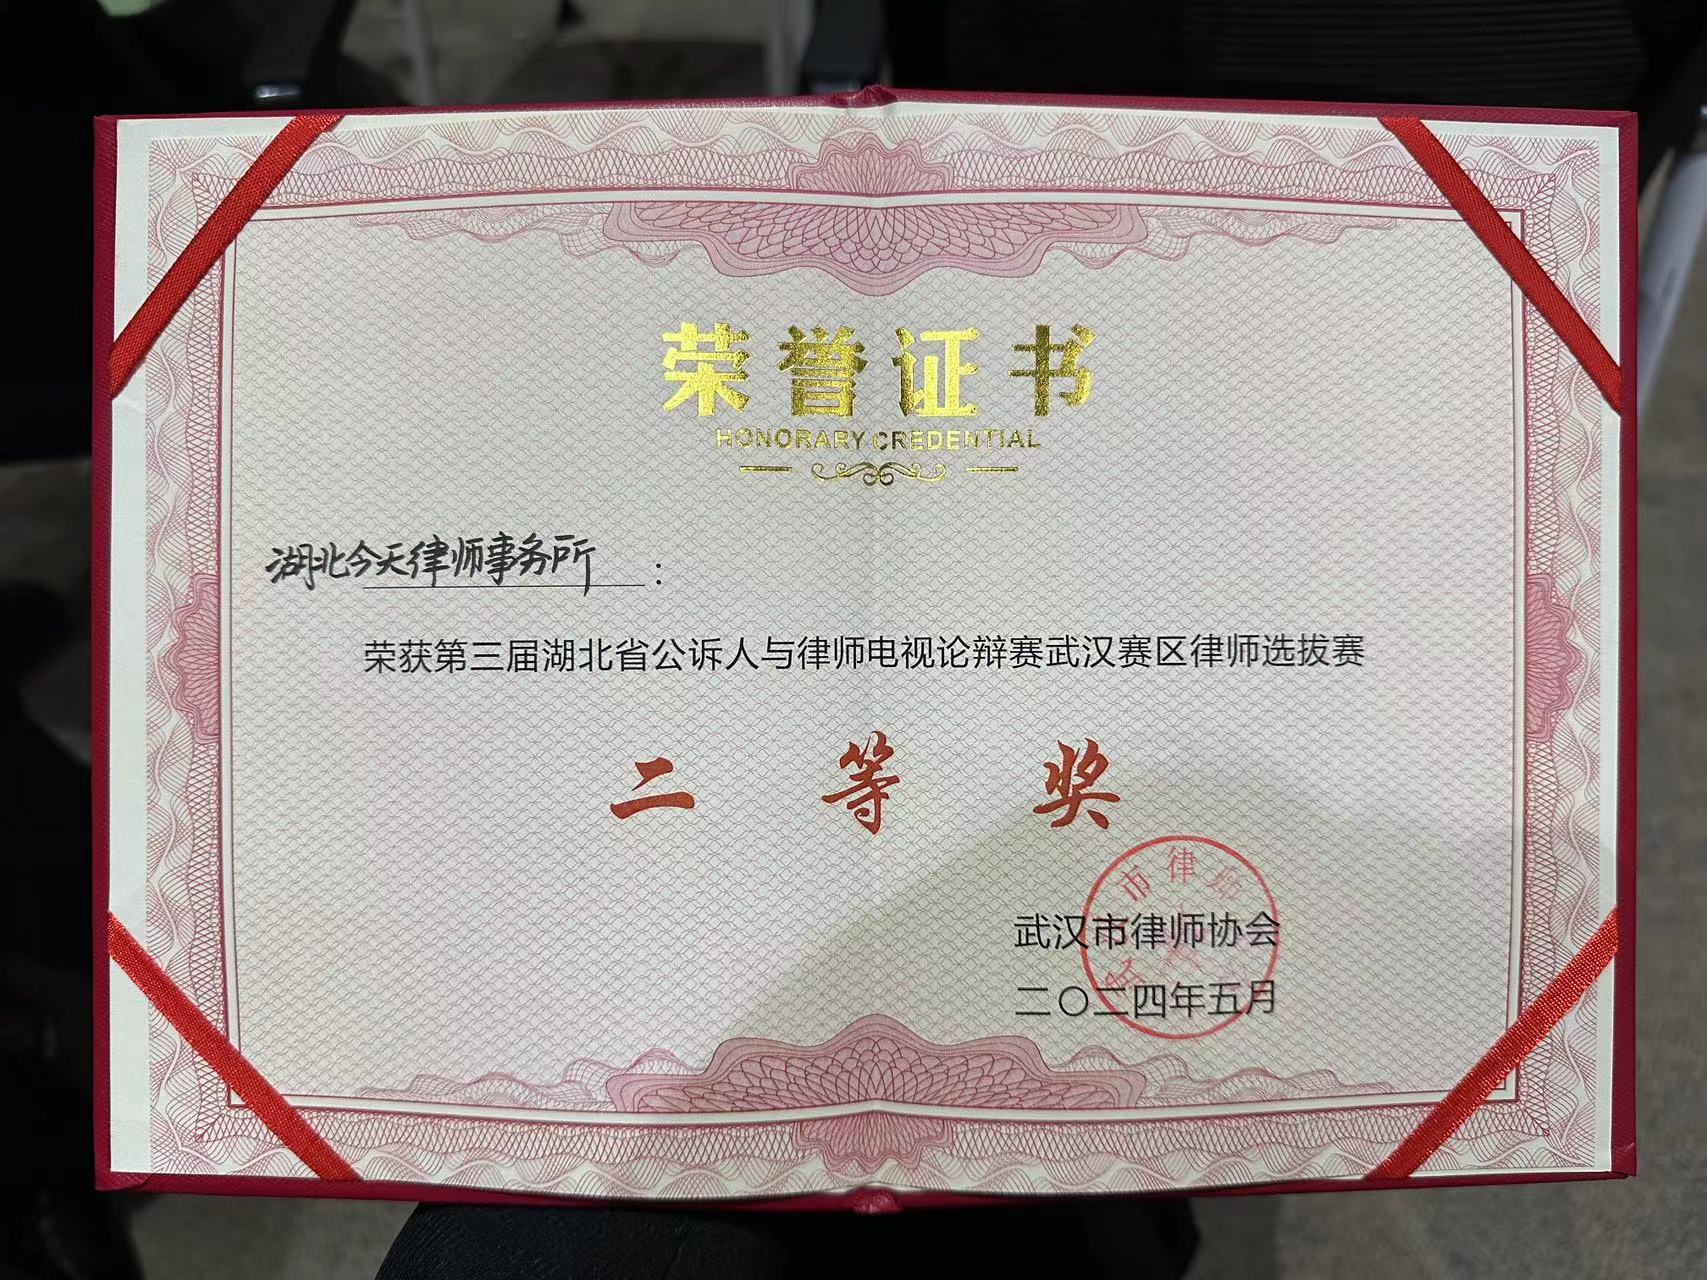 荣誉证书
HONORARY CREDENTIAL
湖北今天律师事务所：
荣获第三届湖北省公诉人与律师电视论辩赛武汉赛区律师选拔赛
二等奖
武汉市律师协会
二〇二四年五月
市律师